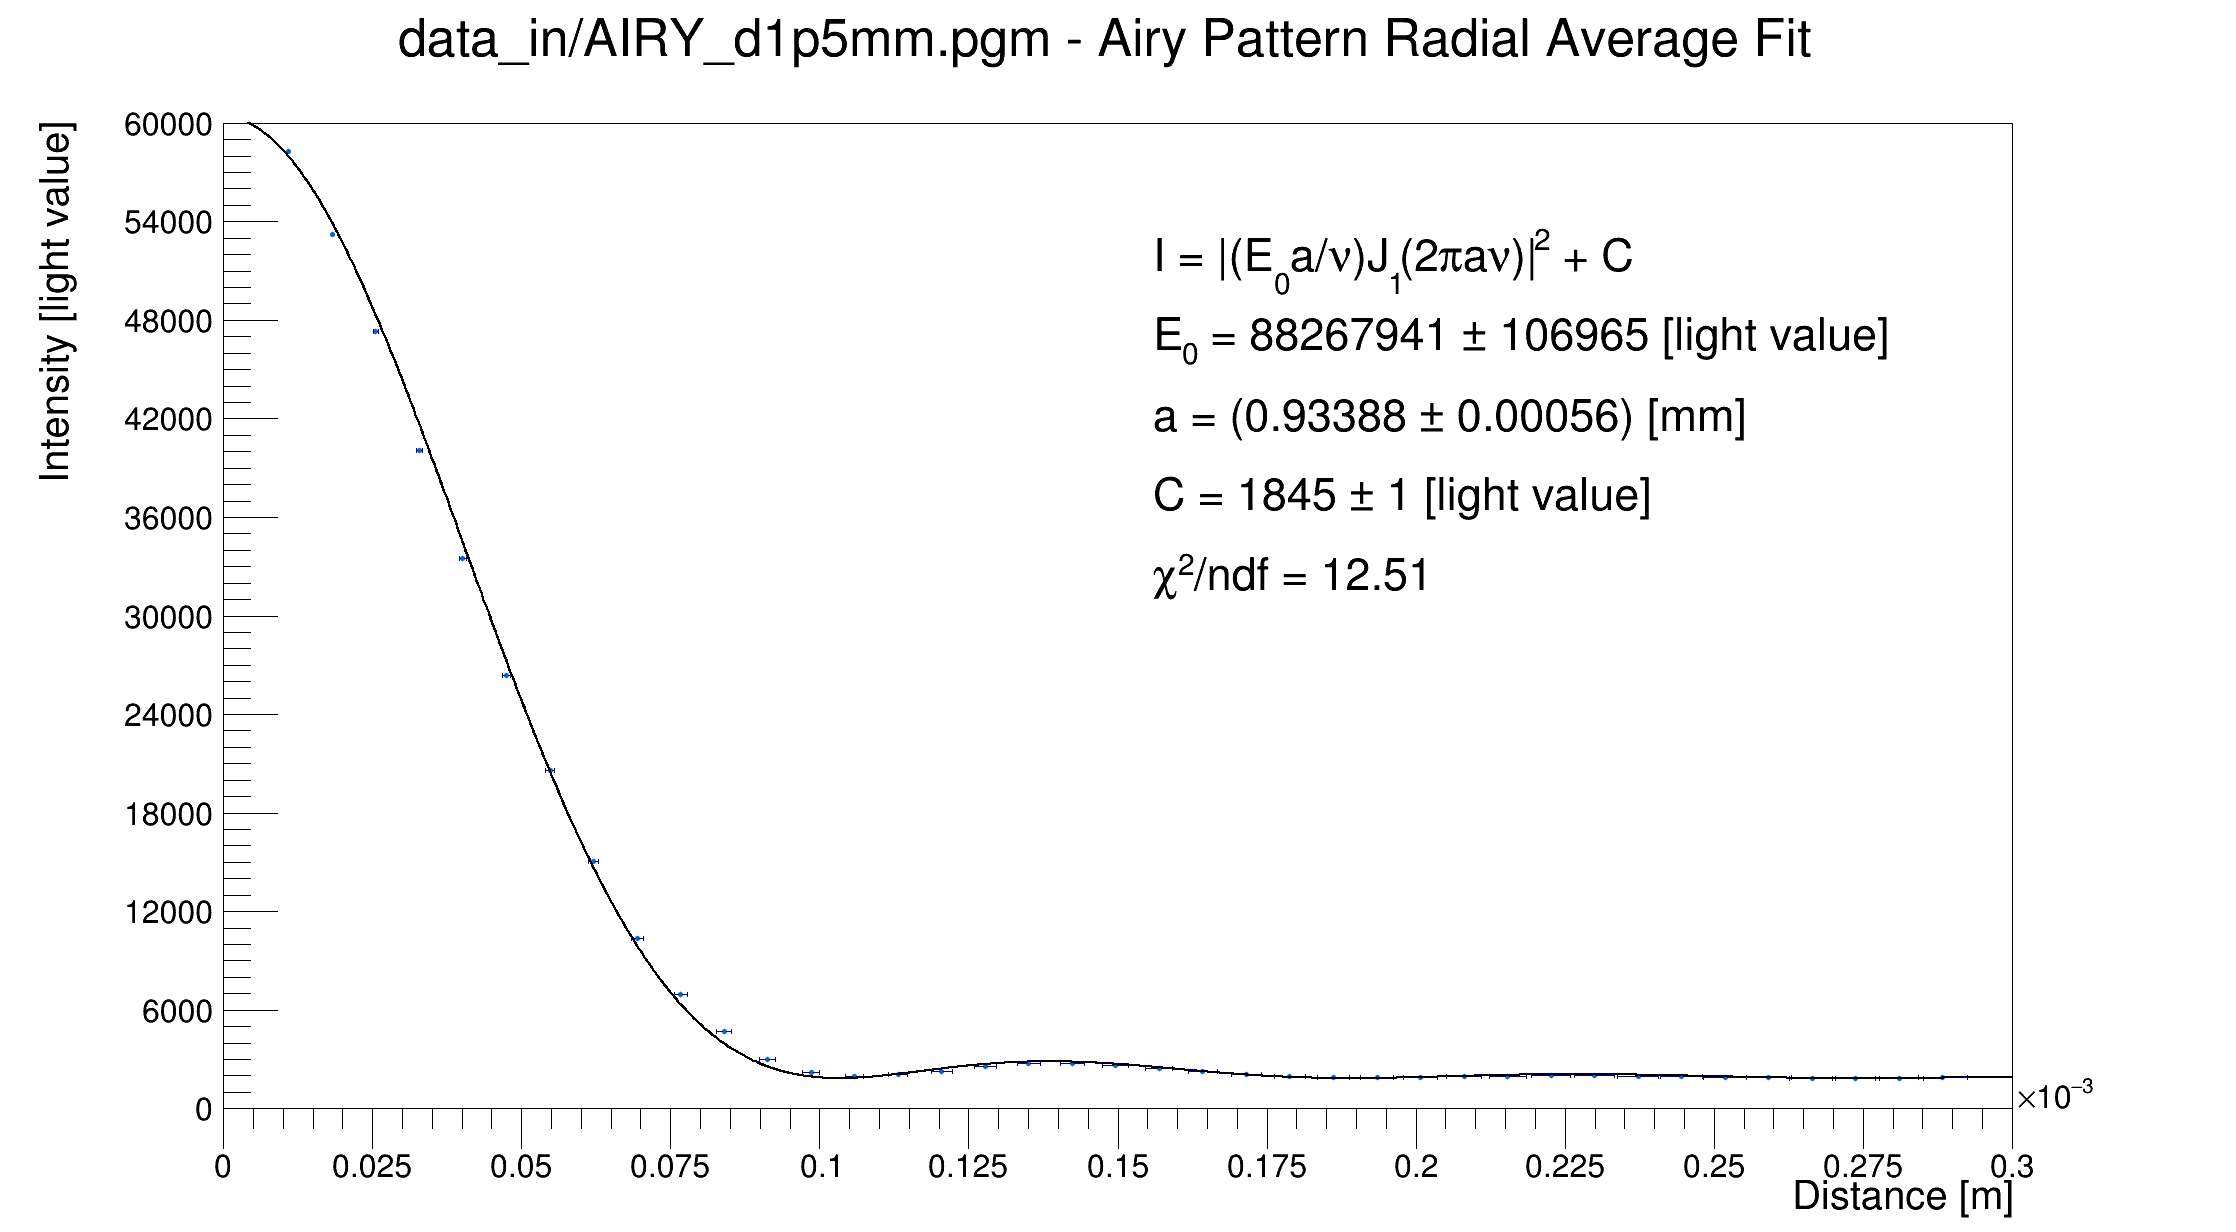 data_in/AIRY_d1p5mm.pgm - Airy Pattern Radial Average Fit
Intensity [light value]
60000
54000
48000
42000
36000
30000
24000
18000
12000
6000
0
I = |(E₀a/ν)J₁(2πaν)|² + C
E₀ = 88267941 ± 106965 [light value]
a = (0.93388 ± 0.00056) [mm]
C = 1845 ± 1 [light value]
χ²/ndf = 12.51
×10⁻³
0 0.025 0.05 0.075 0.1 0.125 0.15 0.175 0.2 0.225 0.25 0.275 0.3
Distance [m]